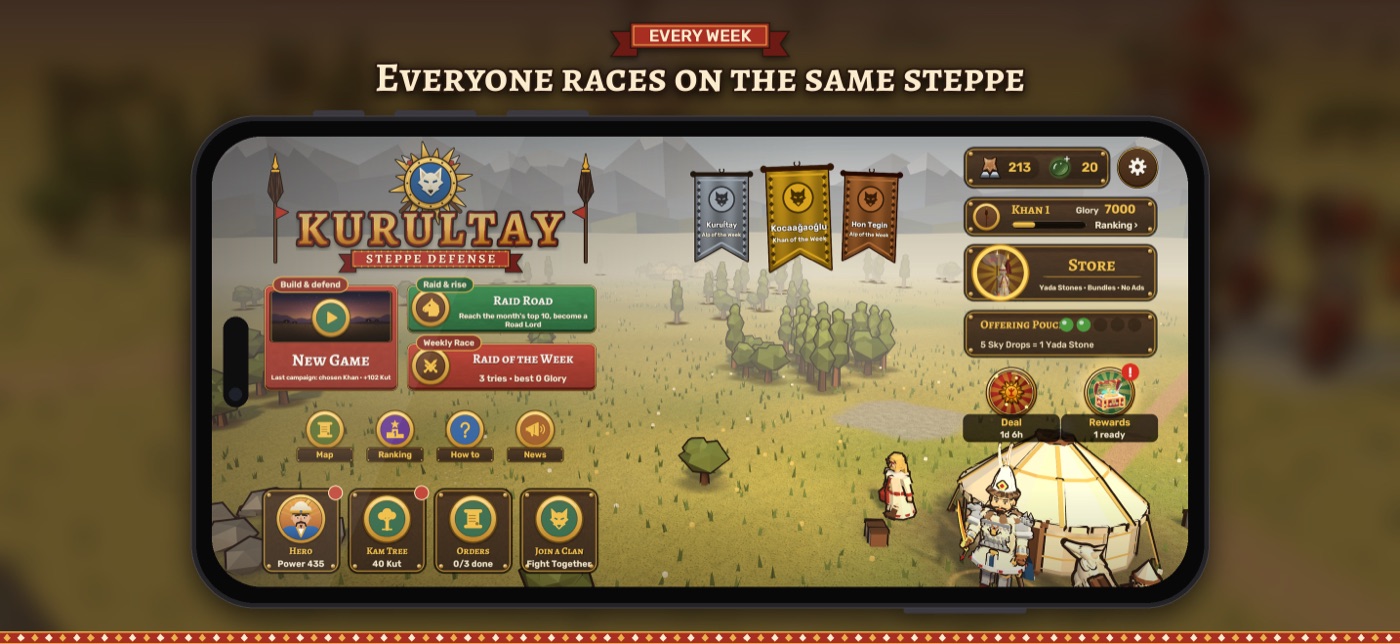 EVERY WEEK
EVERYONE RACES ON THE SAME STEPPE
KURULTAY
STEPPE DEFENSE
Kurultay
Alp of the Week
Kocaağaoğlu
Khan of the Week
Hon Tegin
Alp of the Week
213
20
KHAN I
Glory 7000
Ranking ›
STORE
Yada Stones • Bundles • No Ads
OFFERING POUC
5 Sky Drops = 1 Yada Stone
Build & defend
NEW GAME
Last campaign: chosen Khan • +102 Kut
Raid & rise
RAID ROAD
Reach the month's top 10, become a
Road Lord
Weekly Race
RAID OF THE WEEK
3 tries • best 0 Glory
Map
Ranking
?
How to
News
!
Deal
1d 6h
Rewards
1 ready
HERO
Power 435
KAM TREE
40 Kut
ORDERS
0/3 done
JOIN A CLAN
Fight Together